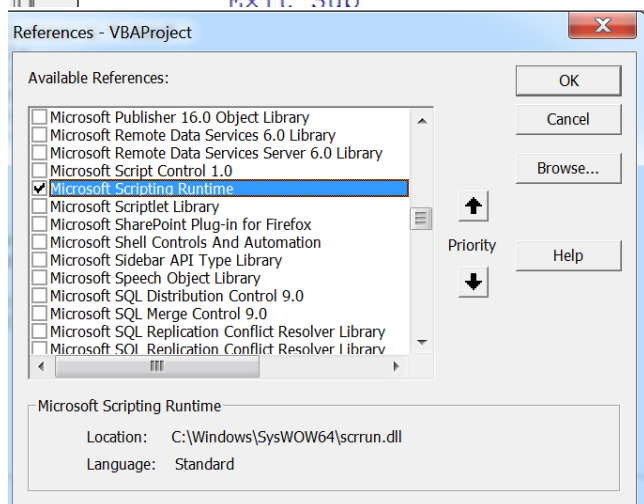 Exit Sub
References - VBAProject
X
Available References:
OK
Cancel
Browse...
Priority
Help
Microsoft Publisher 16.0 Object Library
Microsoft Remote Data Services 6.0 Library
Microsoft Remote Data Services Server 6.0 Library
Microsoft Script Control 1.0
Microsoft Scripting Runtime
Microsoft Scriptlet Library
Microsoft SharePoint Plug-in for Firefox
Microsoft Shell Controls And Automation
Microsoft Sidebar API Type Library
Microsoft Speech Object Library
Microsoft SQL Distribution Control 9.0
Microsoft SQL Merge Control 9.0
Microsoft SQL Replication Conflict Resolver Library
Microsoft SQL Replication Conflict Resolver Library
Microsoft Scripting Runtime
Location: C:\Windows\SysWOW64\scrrun.dll
Language: Standard